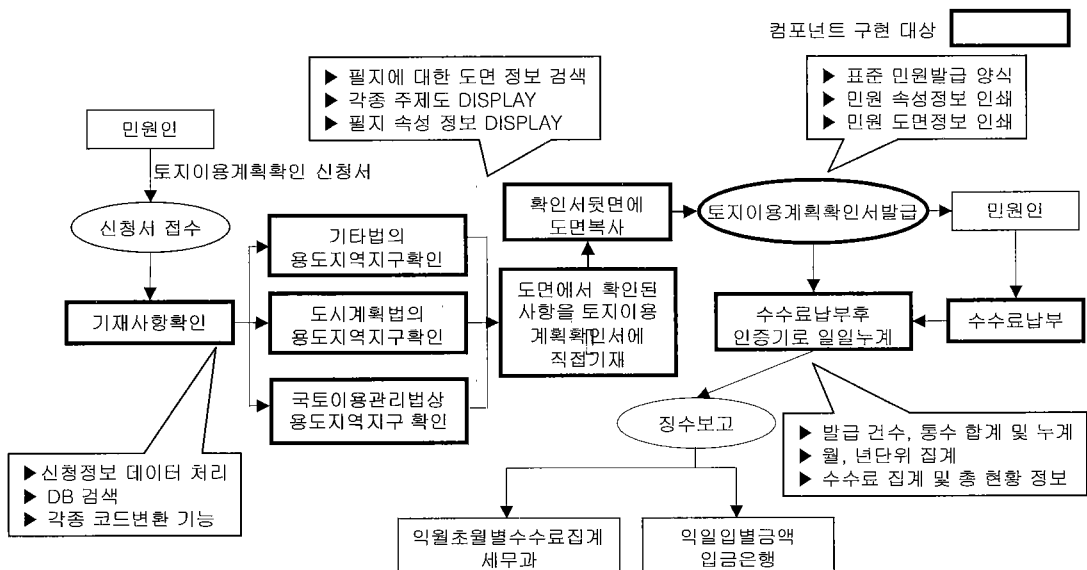 컴포넌트 구현 대상
▶ 필지에 대한 도면 정보 검색
▶ 각종 주제도 DISPLAY
▶ 필지 속성 정보 DISPLAY
▶ 표준 민원발급 양식
▶ 민원 속성정보 인쇄
▶ 민원 도면정보 인쇄
민원인
토지이용계획확인 신청서
신청서 접수
기재사항확인
기타법의
용도지역지구확인
도시계획법의
용도지역지구확인
국토이용관리법상
용도지역지구 확인
확인서뒷면에
도면복사
도면에서 확인된
사항을 토지이용
계획확인서에
직접기재
토지이용계획확인서발급
민원인
수수료납부후
인증기로 일일누계
수수료납부
징수보고
▶신청정보 데이터 처리
▶ DB 검색
▶ 각종 코드변환 기능
▶ 발급 건수, 통수 합계 및 누계
▶ 월, 년단위 집계
▶ 수수료 집계 및 총 현황 정보
익월초월별수수료집계
세무과
익일입별금액
입금은행